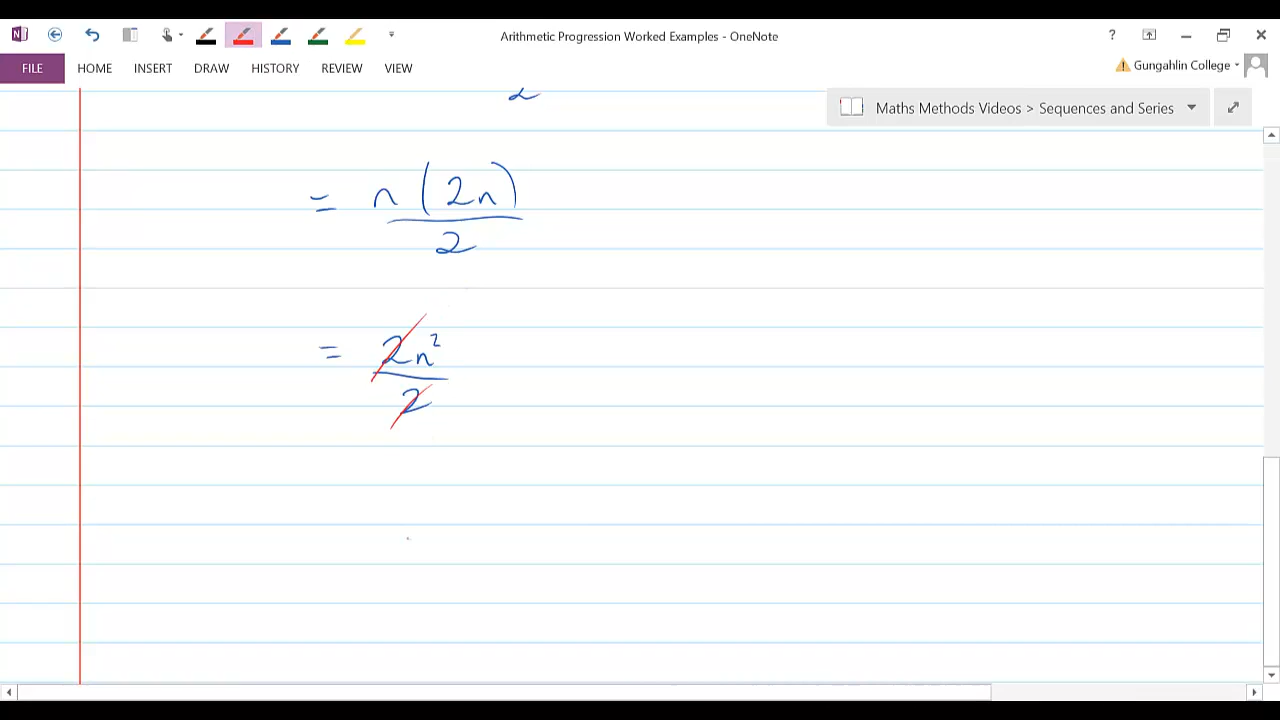 Arithmetic Progression Worked Examples - OneNote
?
FILE HOME INSERT DRAW HISTORY REVIEW VIEW
Gungahlin College
Maths Methods Videos > Sequences and Series
2
= n(2n)
2
= 2n²
2